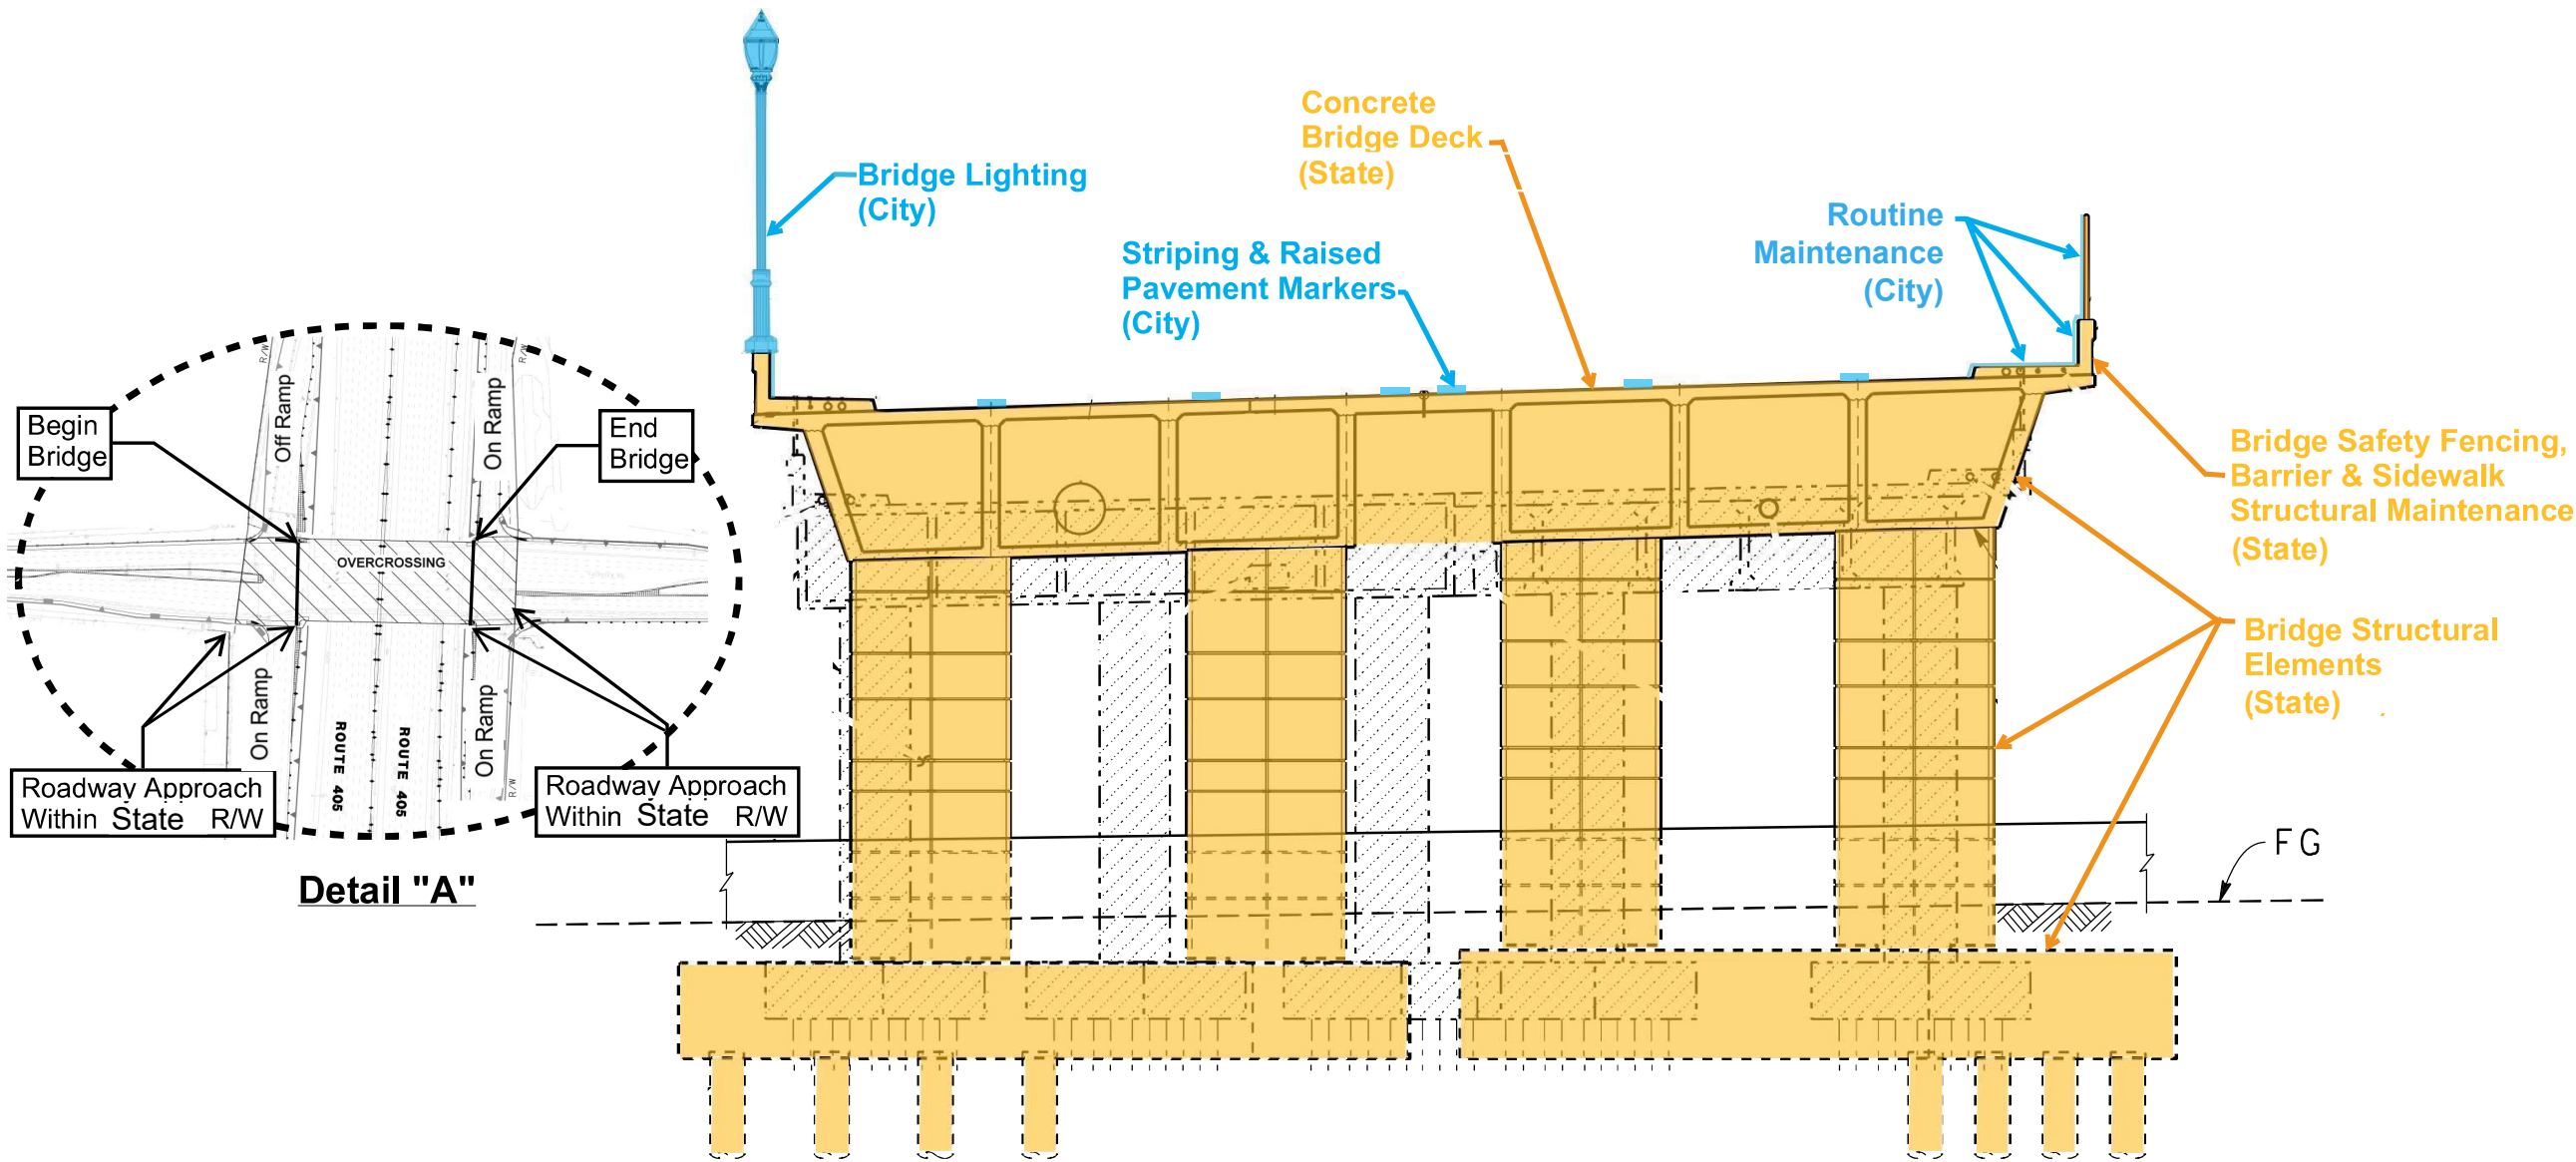 Bridge Lighting
(City)
Concrete
Bridge Deck
(State)
Striping & Raised
Pavement Markers
(City)
Routine
Maintenance
(City)
Bridge Safety Fencing,
Barrier & Sidewalk
Structural Maintenance
(State)
Bridge Structural
Elements
(State)
FG
Begin
Bridge
End
Bridge
R/W
Off Ramp
On Ramp
R/W
OVERCROSSING
On Ramp
ROUTE 405
ROUTE 405
On Ramp
R/W
Roadway Approach
Within State R/W
Roadway Approach
Within State R/W
Detail "A"